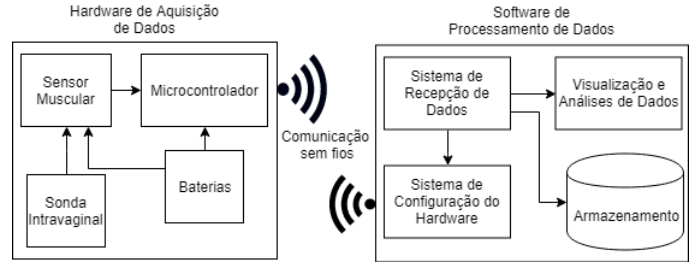 Hardware de Aquisição
de Dados
Sensor
Muscular
Microcontrolador
Sonda
Intravaginal
Baterias
Comunicação
sem fios
Software de
Processamento de Dados
Sistema de
Recepção de
Dados
Visualização e
Análises de Dados
Sistema de
Configuração do
Hardware
Armazenamento